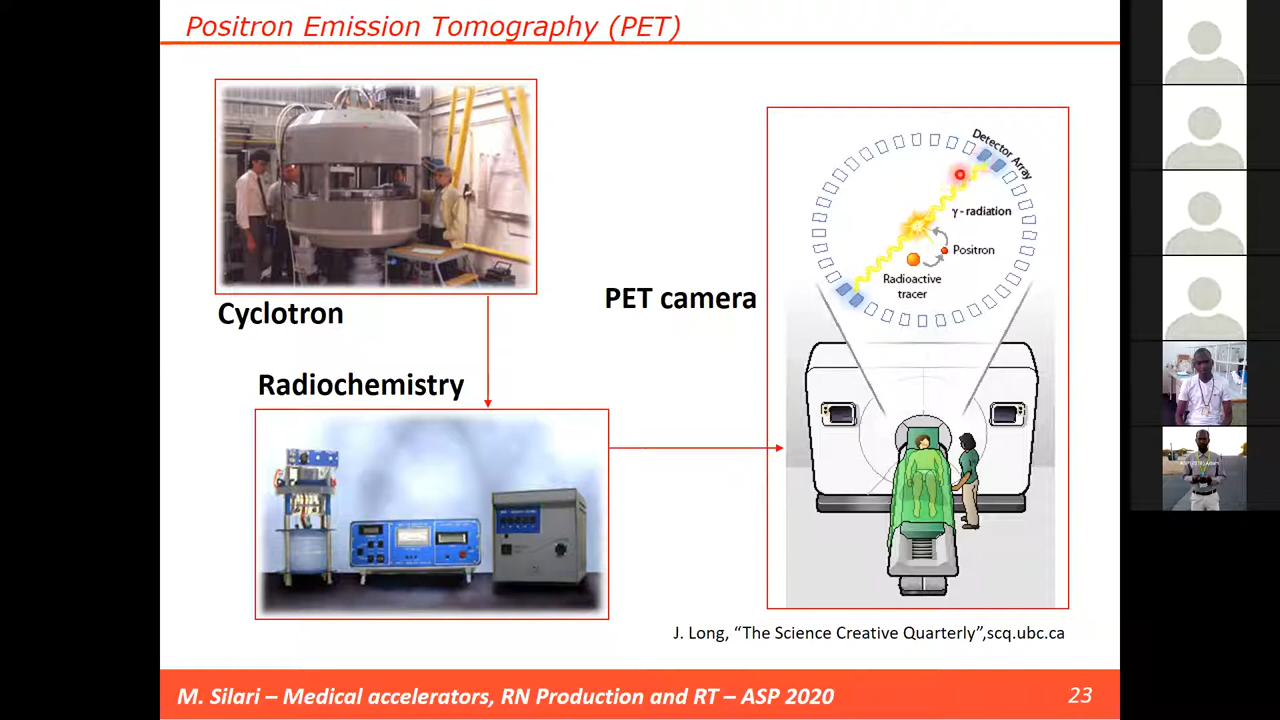 Positron Emission Tomography (PET)
Cyclotron
Radiochemistry
PET camera
Detector Array
γ - radiation
Positron
Radioactive
tracer
J. Long, “The Science Creative Quarterly”,scq.ubc.ca
M. Silari – Medical accelerators, RN Production and RT – ASP 2020
23